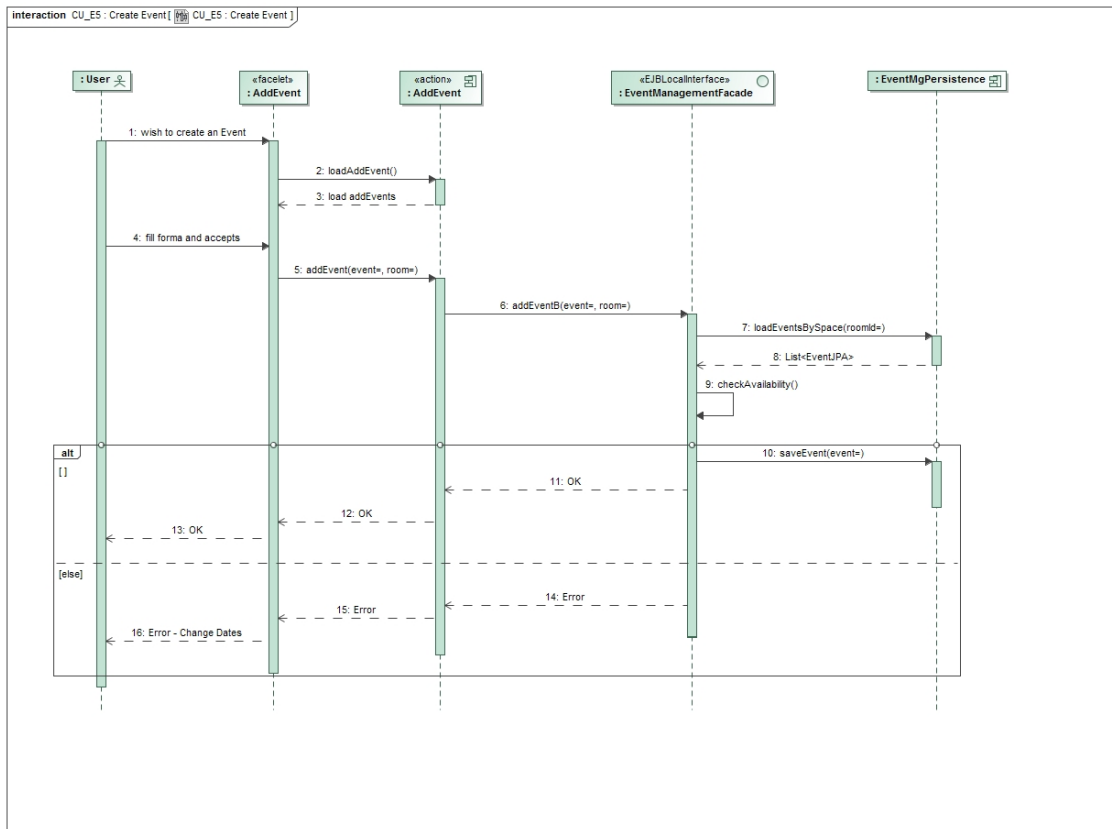 interaction CU_E5 : Create Event [ CU_E5 : Create Event ]
: User
«facelet»
: AddEvent
«action»
: AddEvent
«EJBLocalInterface»
: EventManagementFacade
: EventMgPersistence
1: wish to create an Event
2: loadAddEvent()
3: load addEvents
4: fill forma and accepts
5: addEvent(event=, room=)
6: addEventB(event=, room=)
7: loadEventsBySpace(roomId=)
8: List<EventJPA>
9: checkAvailability()
alt
[ ]
10: saveEvent(event=)
11: OK
12: OK
13: OK
[else]
14: Error
15: Error
16: Error - Change Dates